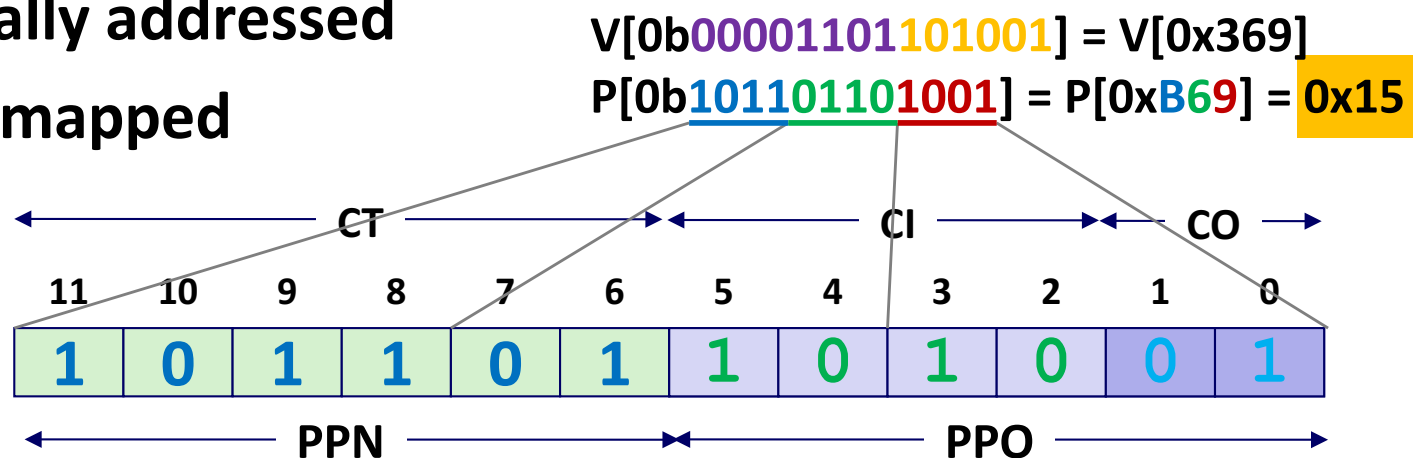 ally addressed
mapped
V[0b00001101101001] = V[0x369]
P[0b101101101001] = P[0xB69] = 0x15
CT CI CO
11 10 9 8 7 6 5 4 3 2 1 0
1 0 1 1 0 1 1 0 1 0 0 1
PPN PPO